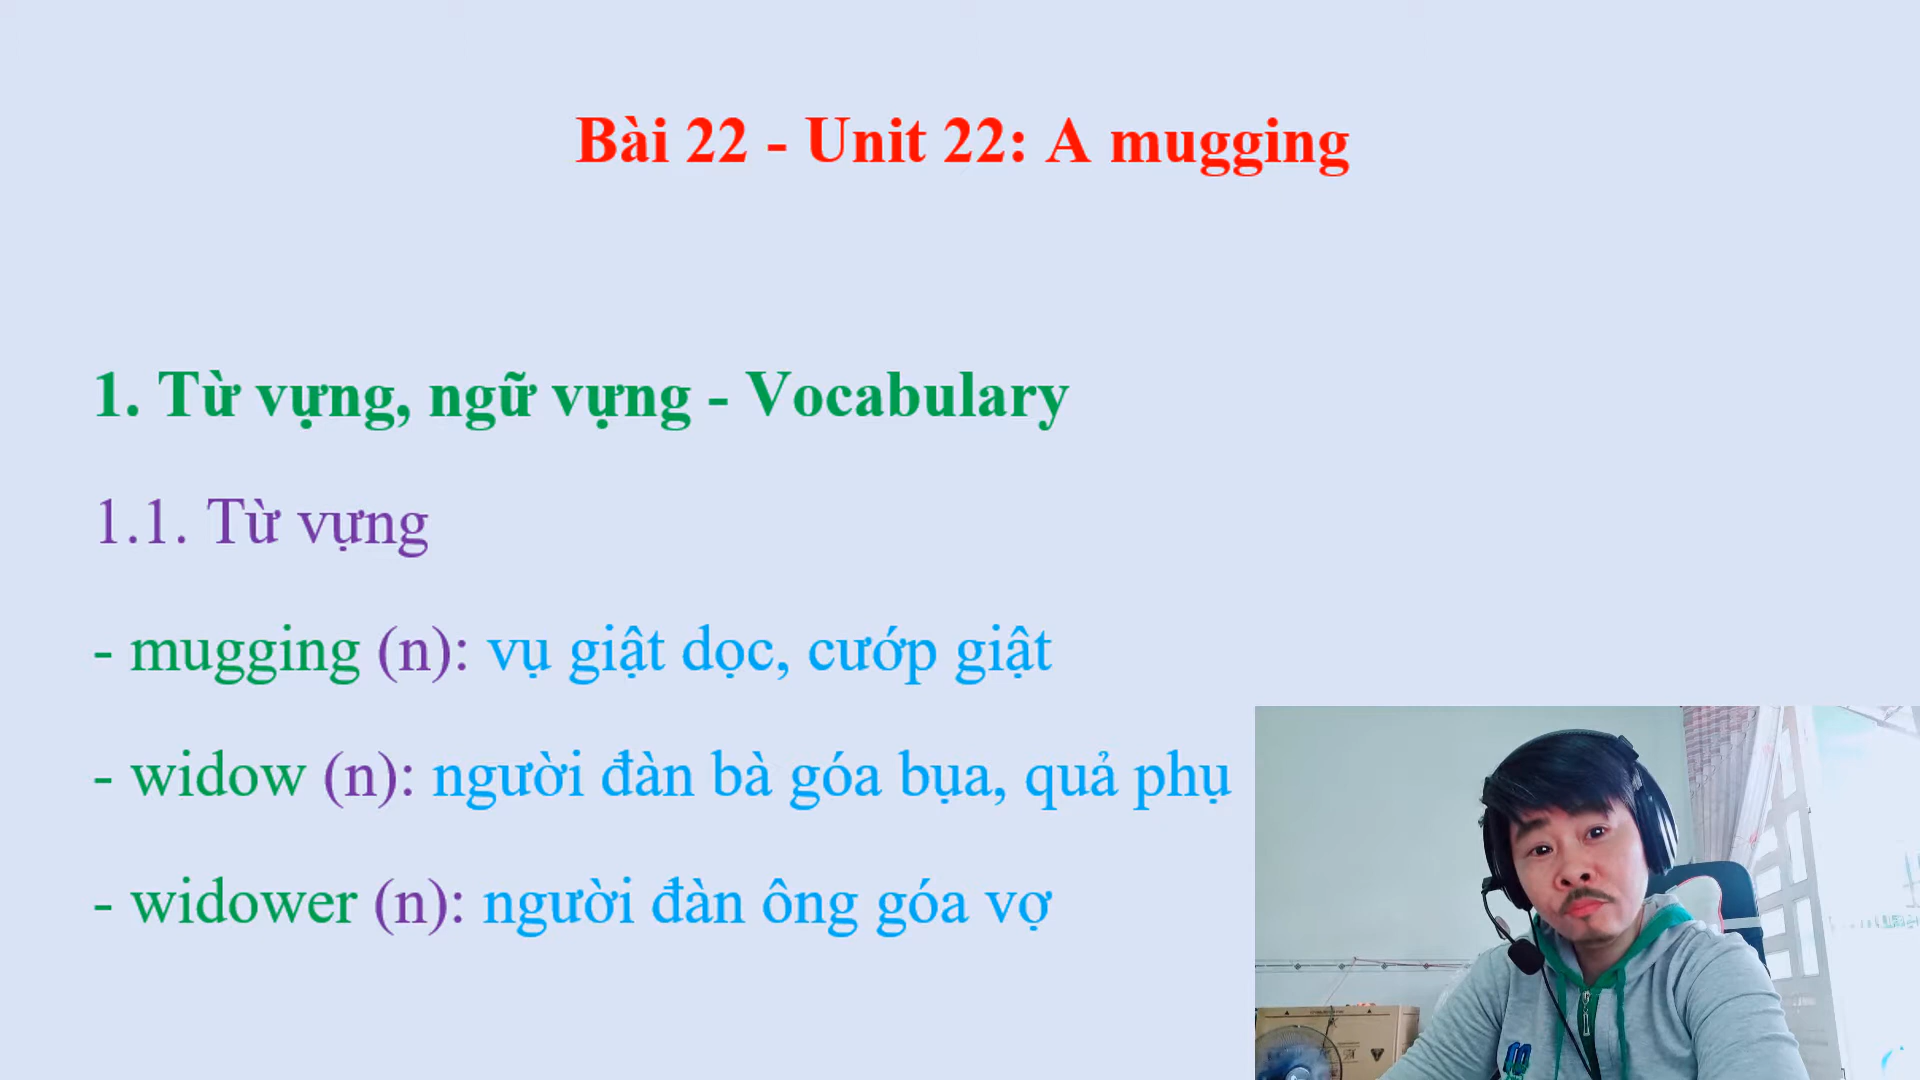 Bài 22 - Unit 22: A mugging
1. Từ vựng, ngữ vựng - Vocabulary
1.1. Từ vựng
- mugging (n): vụ giật dọc, cướp giật
- widow (n): người đàn bà góa bụa, quả phụ
- widower (n): người đàn ông góa vợ